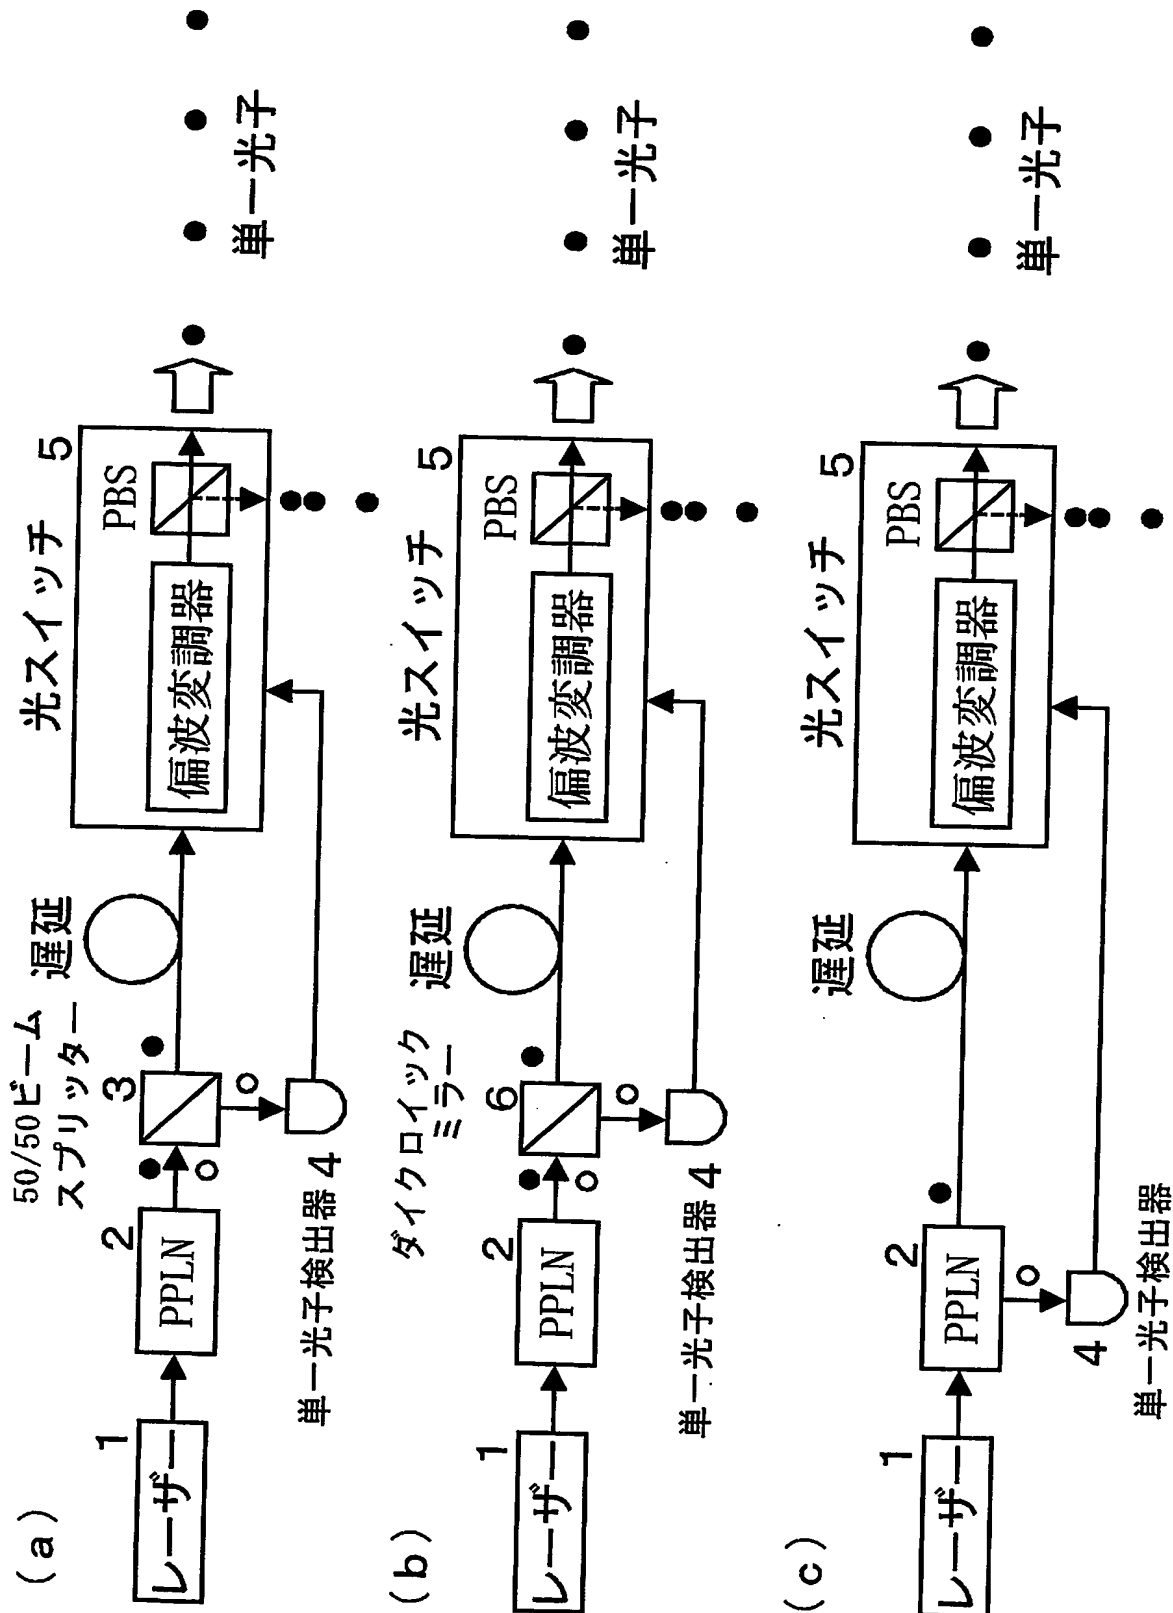 (a)
レーザー
1
PPLN
2
50/50ビーム
スプリッター
3
単一光子検出器 4
遅延
光スイッチ 5
偏波変調器
PBS
単一光子
(b)
レーザー
1
PPLN
2
ダイクロイック
ミラー
6
単一光子検出器 4
遅延
光スイッチ 5
偏波変調器
PBS
単一光子
(c)
レーザー
1
PPLN
2
4
単一光子検出器
遅延
光スイッチ 5
偏波変調器
PBS
単一光子